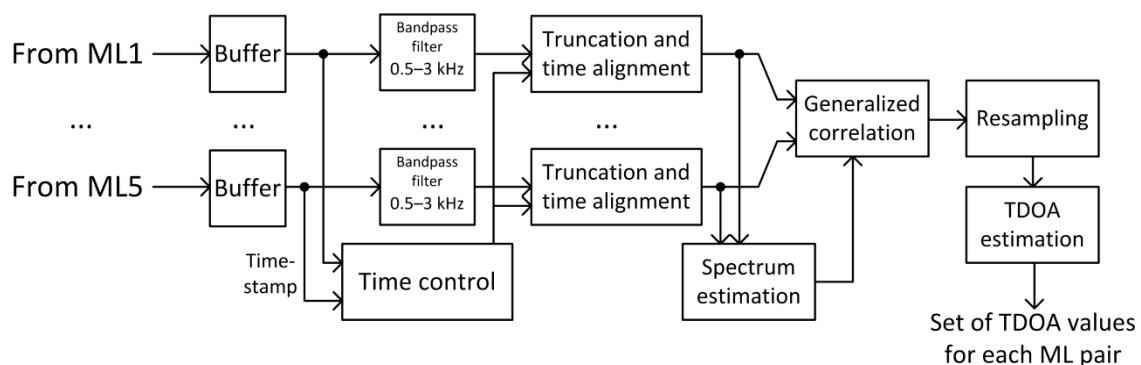 From ML1
Buffer
Bandpass
filter
0.5–3 kHz
Truncation and
time alignment
Generalized
correlation
Resampling
...
...
...
...
From ML5
Buffer
Bandpass
filter
0.5–3 kHz
Truncation and
time alignment
TDOA
estimation
Time-
stamp
Time control
Spectrum
estimation
Set of TDOA values
for each ML pair